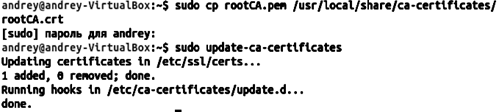 andrey@andrey-VirtualBox:~$ sudo cp rootCA.pem /usr/local/share/ca-certificates/
rootCA.crt
[sudo] пароль для andrey:
andrey@andrey-VirtualBox:~$ sudo update-ca-certificates
Updating certificates in /etc/ssl/certs...
1 added, 0 removed; done.
Running hooks in /etc/ca-certificates/update.d...
done.